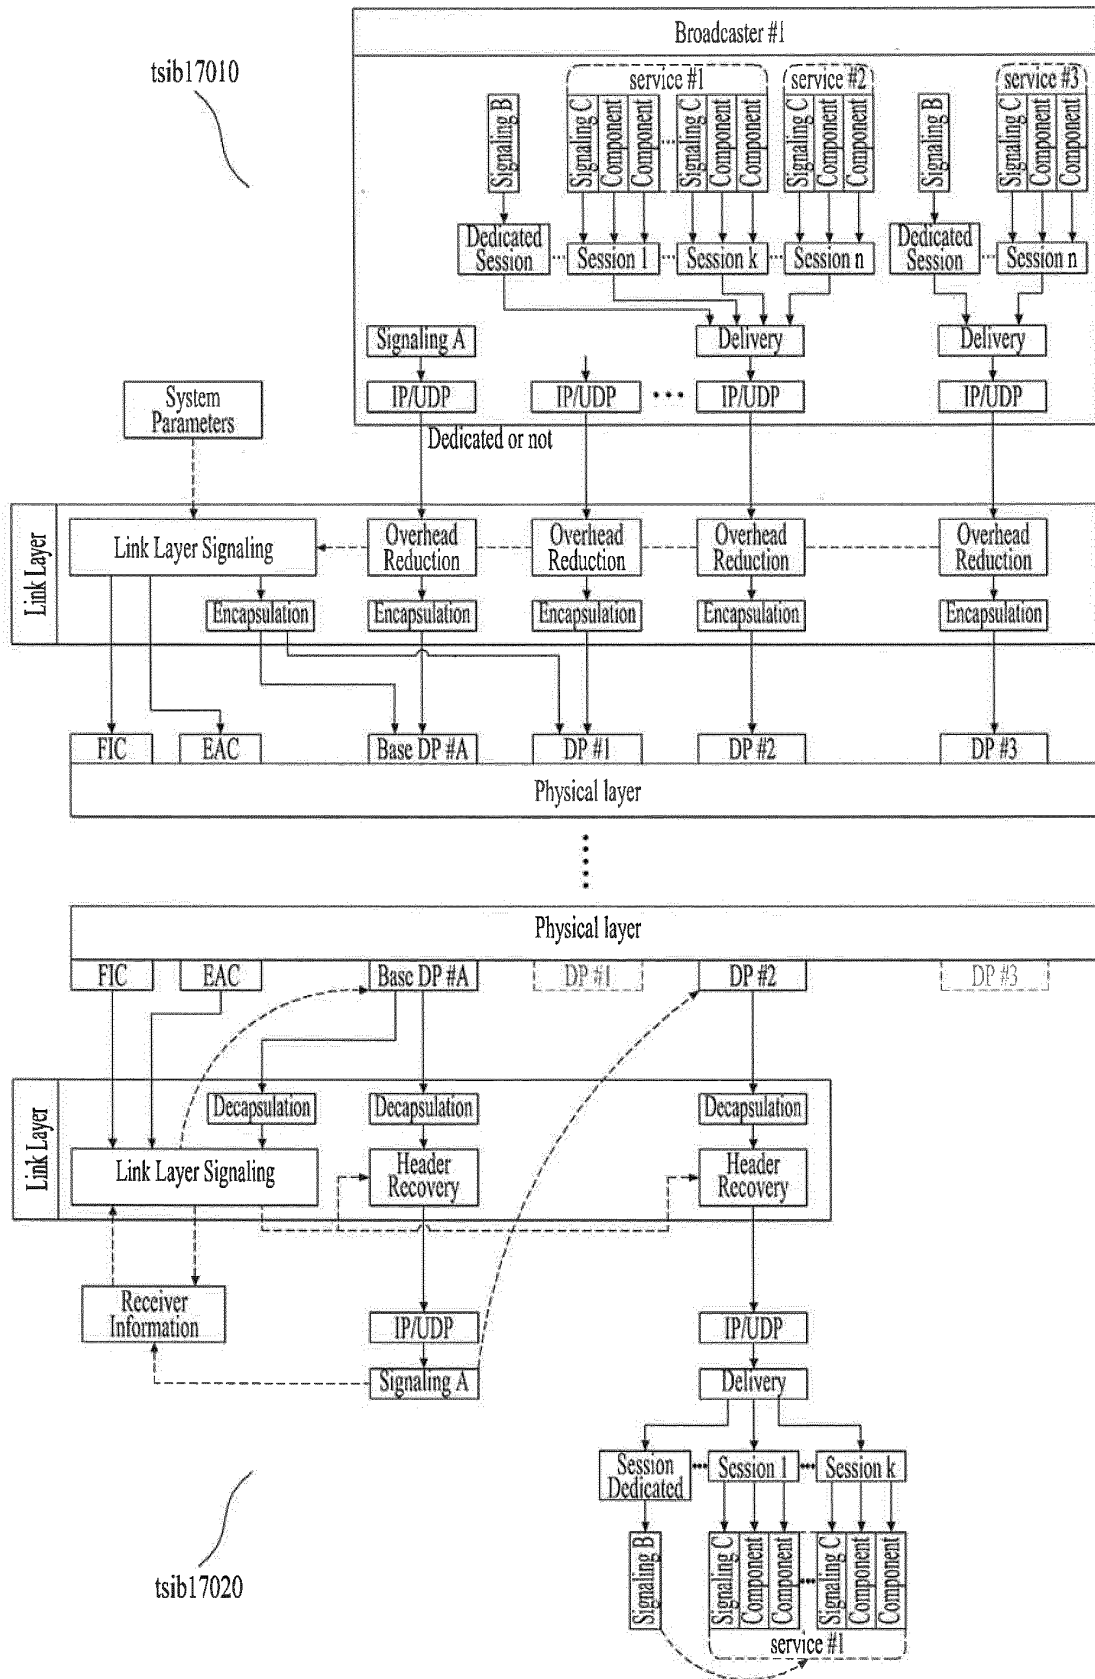 Broadcaster #1
tsib17010
service #1
service #2
service #3
Signaling B
Signaling C
Component
Component
Signaling C
Component
Component
Signaling C
Component
Component
Signaling B
Signaling C
Component
Component
Dedicated
Session
Session 1
Session k
Session n
Dedicated
Session
Session n
Signaling A
Delivery
Delivery
System
Parameters
IP/UDP
IP/UDP
IP/UDP
IP/UDP
Dedicated or not
Link Layer
Link Layer Signaling
Overhead
Reduction
Overhead
Reduction
Overhead
Reduction
Overhead
Reduction
Encapsulation
Encapsulation
Encapsulation
Encapsulation
Encapsulation
FIC
EAC
Base DP #A
DP #1
DP #2
DP #3
Physical layer
Physical layer
FIC
EAC
Base DP #A
DP #1
DP #2
DP #3
Link Layer
Decapsulation
Decapsulation
Decapsulation
Link Layer Signaling
Header
Recovery
Header
Recovery
Receiver
Information
IP/UDP
IP/UDP
Signaling A
Delivery
Session
Dedicated
Session 1
Session k
tsib17020
Signaling B
Signaling C
Component
Component
Signaling C
Component
Component
service #1